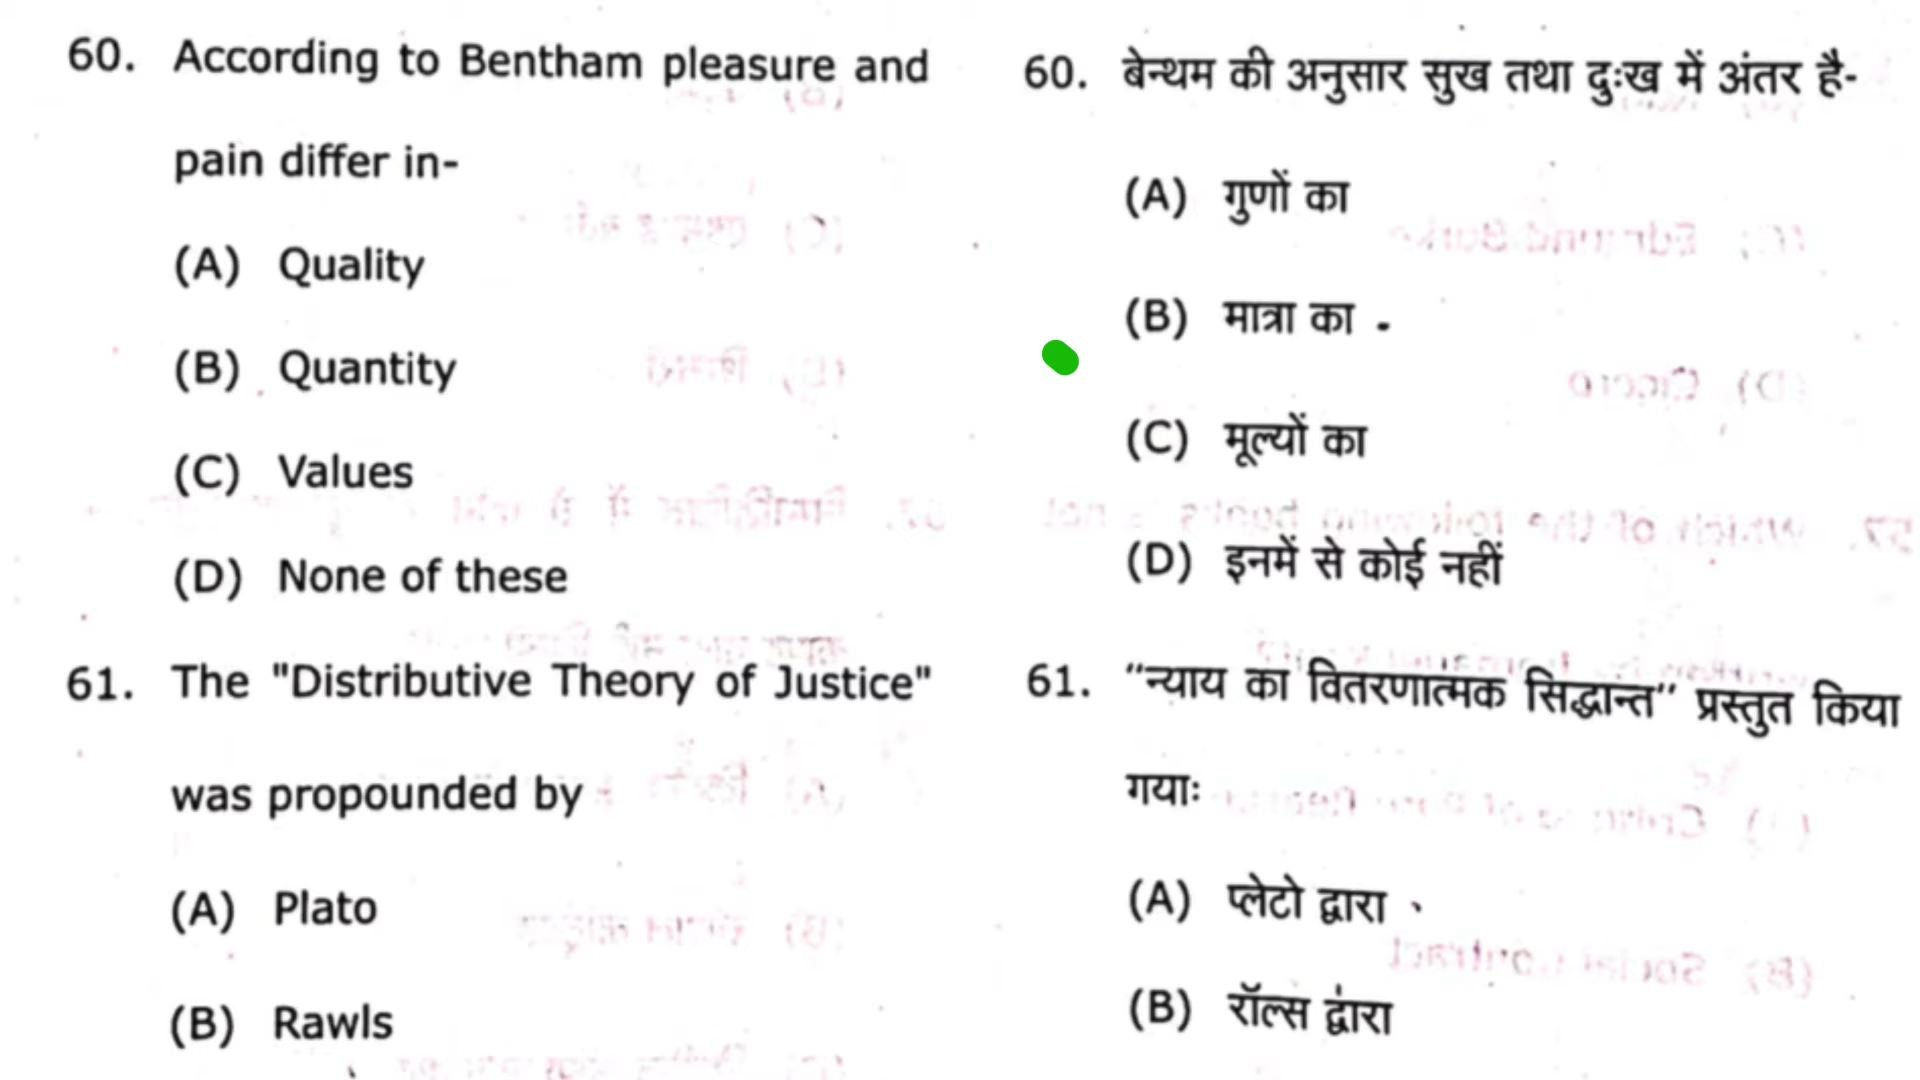 60. According to Bentham pleasure and
pain differ in-
(A) Quality
(B) Quantity
(C) Values
(D) None of these
61. The "Distributive Theory of Justice"
was propounded by
(A) Plato
(B) Rawls
60. बेन्थम की अनुसार सुख तथा दुःख में अंतर है-
(A) गुणों का
(B) मात्रा का
(C) मूल्यों का
(D) इनमें से कोई नहीं
61. “न्याय का वितरणात्मक सिद्धान्त” प्रस्तुत किया
गयाः
(A) प्लेटो द्वारा
(B) रॉल्स द्वारा